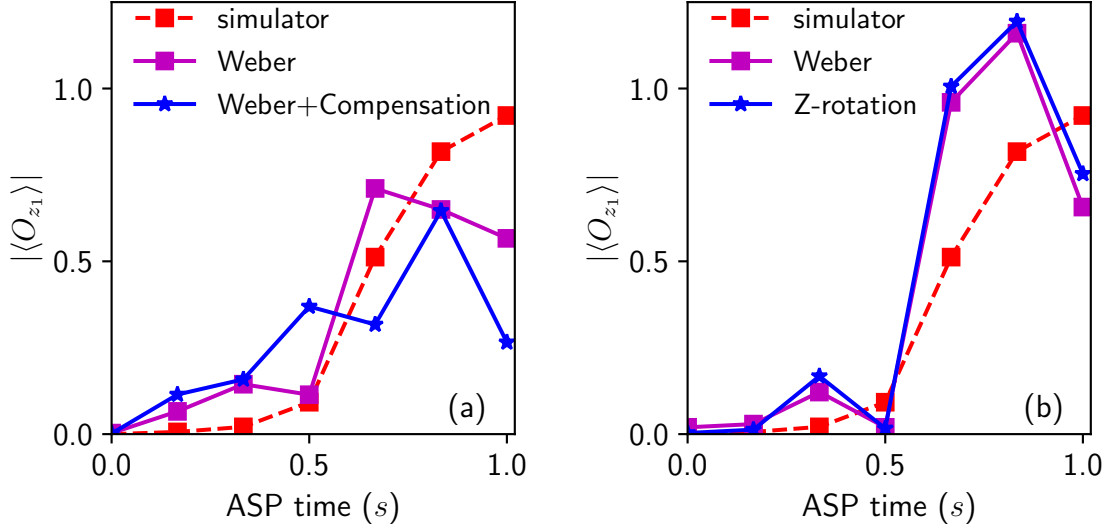 simulator
Weber
Weber+Compensation
|⟨O_{z_1}⟩|
1.0
0.5
0.0
(a)
0.0 0.5 1.0
ASP time (s)
simulator
Weber
Z-rotation
|⟨O_{z_1}⟩|
1.0
0.5
0.0
(b)
0.0 0.5 1.0
ASP time (s)